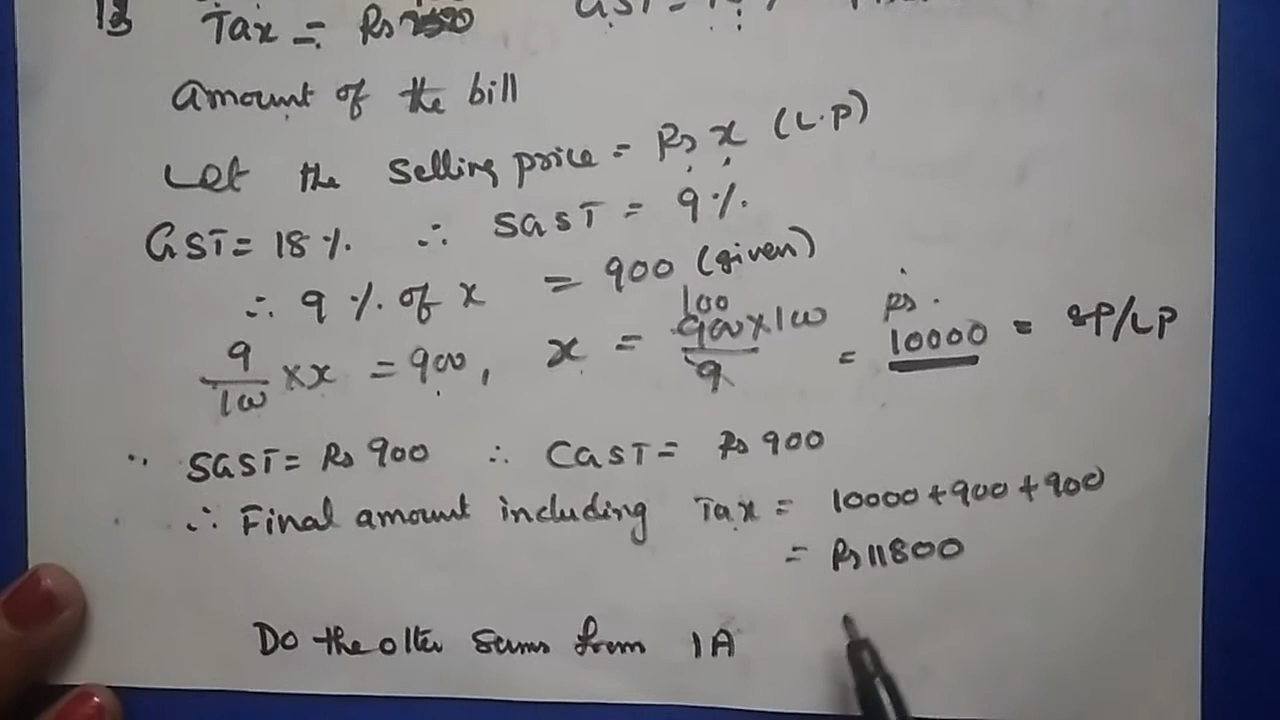 Tax = Rs
amount of the bill
Let the selling price = Rs x (L.P)
GST = 18 %. ∴ SGST = 9 %.
∴ 9 %. of x = 900 (given)
9/100 × x = 900, x = 900 × 100 / 9 100 = Rs. 10000 = SP/LP
∵ SGST = Rs 900 ∴ CGST = Rs 900
∴ Final amount including Tax = 10000 + 900 + 900
= Rs 11800
Do the other sums from 1A